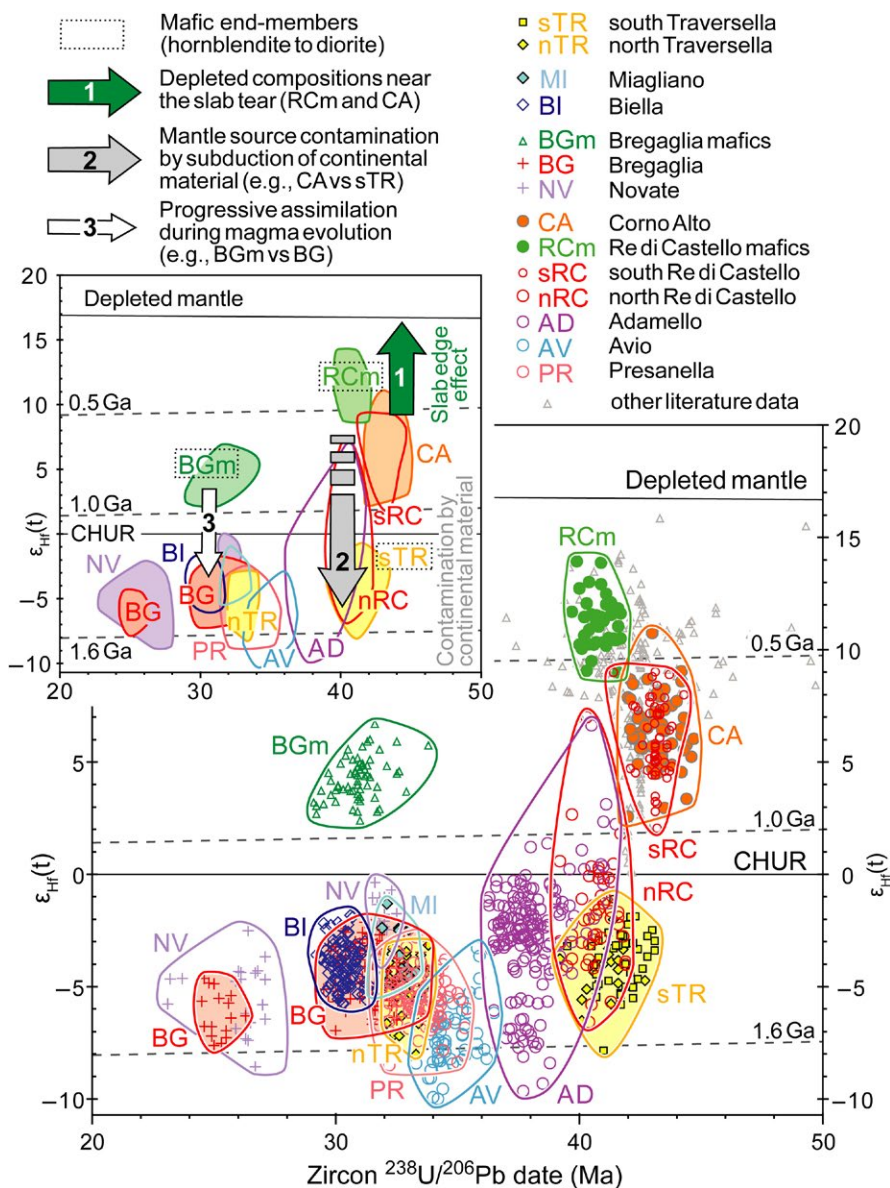 Mafic end-members
(hornblendite to diorite)
1
Depleted compositions near
the slab tear (RCm and CA)
2
Mantle source contamination
by subduction of continental
material (e.g., CA vs sTR)
3
Progressive assimilation
during magma evolution
(e.g., BGm vs BG)
sTR south Traversella
nTR north Traversella
MI Miagliano
BI Biella
BGm Bregaglia mafics
BG Bregaglia
NV Novate
CA Corno Alto
RCm Re di Castello mafics
sRC south Re di Castello
nRC north Re di Castello
AD Adamello
AV Avio
PR Presanella
other literature data
20
Depleted mantle
15
RCm
1
Slab edge
effect
10
0.5 Ga
BGm
CA
5
1.0 Ga
sRC
CHUR
0
3
BI
NV
2
sTR
BG
BG
nTR
nRC
−5
PR
AV
AD
1.6 Ga
−10
εHf(t)
Contamination by
continental material
20 30 40 50
20
Depleted mantle
15
RCm
10
0.5 Ga
CA
BGm
5 5
1.0 Ga
sRC
CHUR
0 0
NV
MI
nRC
BI
NV
−5 −5
BG
BG
sTR
nTR
1.6 Ga
PR
AV
AD
−10 −10
εHf(t)
εHf(t)
20 30 40 50
Zircon ²³⁸U/²⁰⁶Pb date (Ma)